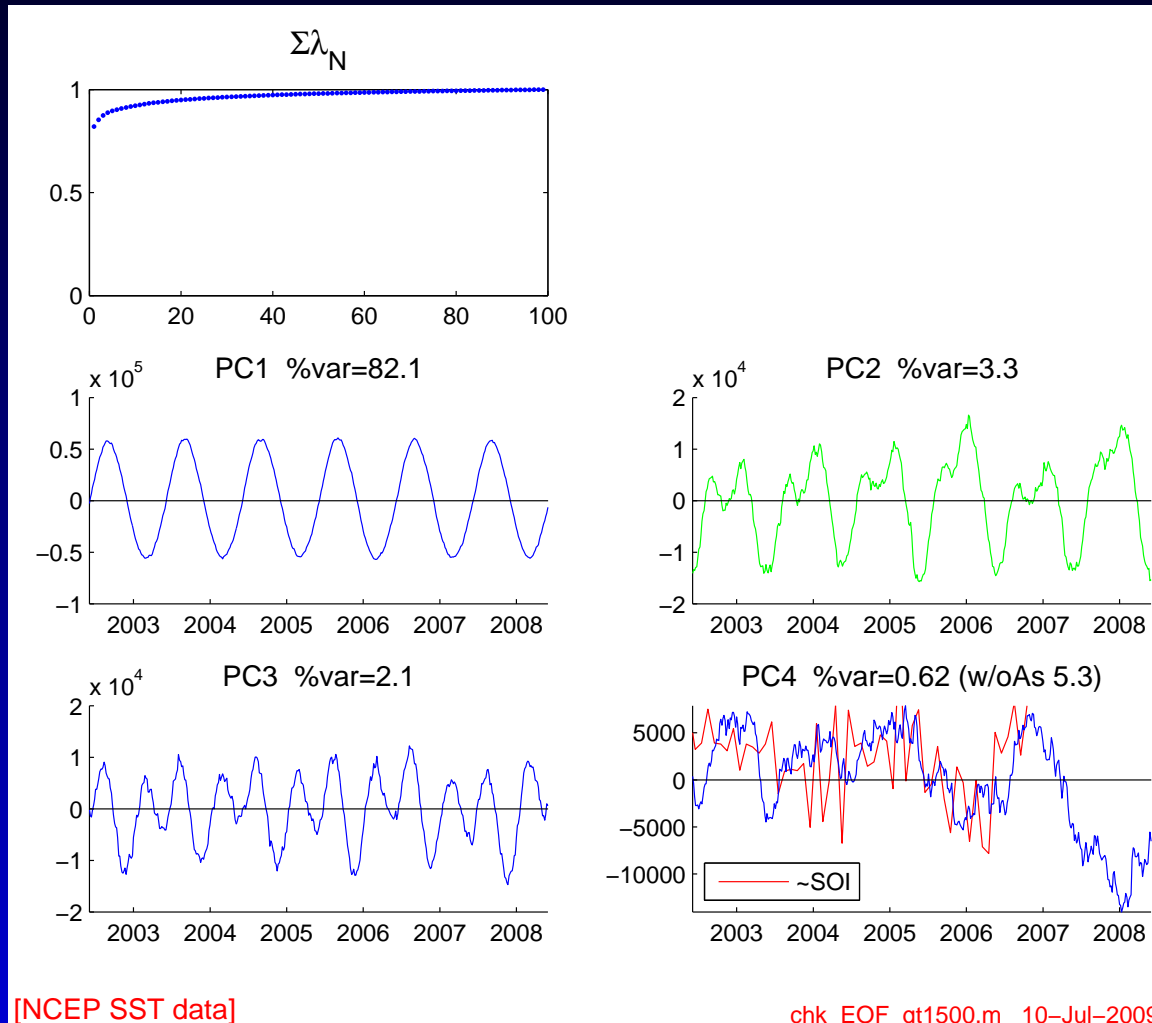 ΣλN
1
0.5
0
0 20 40 60 80 100
PC1 %var=82.1
x 10^5
1
0.5
0
−0.5
−1
2003 2004 2005 2006 2007 2008
PC2 %var=3.3
x 10^4
2
1
0
−1
−2
2003 2004 2005 2006 2007 2008
PC3 %var=2.1
x 10^4
2
1
0
−1
−2
2003 2004 2005 2006 2007 2008
PC4 %var=0.62 (w/oAs 5.3)
5000
0
−5000
−10000
~SOI
2003 2004 2005 2006 2007 2008
[NCEP SST data]
chk_EOF_at1500.m 10−Jul−2009